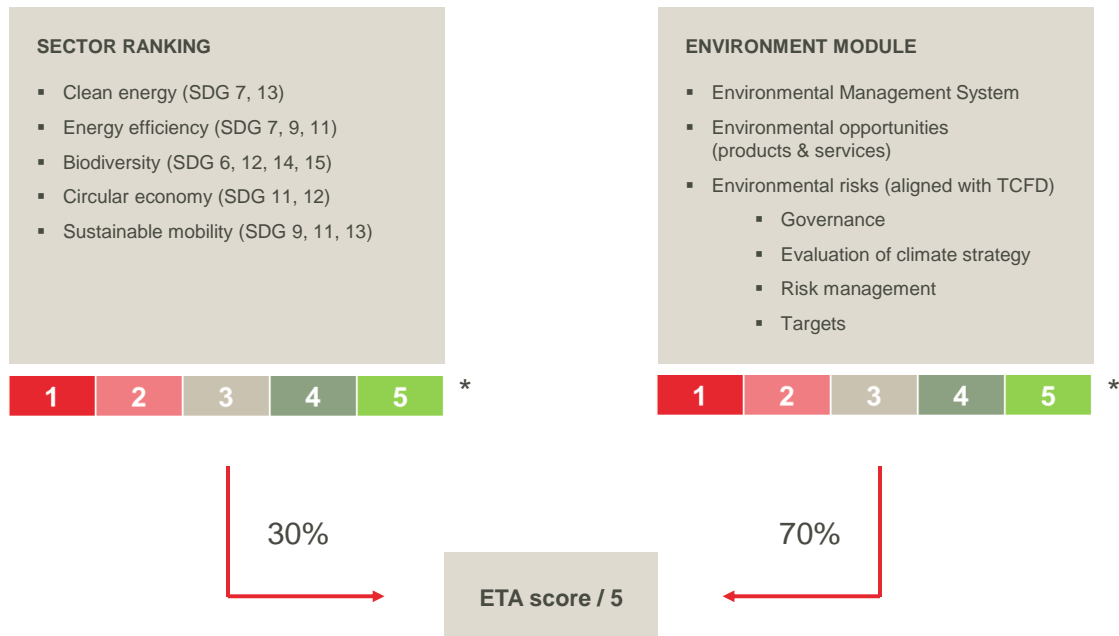 SECTOR RANKING
▪ Clean energy (SDG 7, 13)
▪ Energy efficiency (SDG 7, 9, 11)
▪ Biodiversity (SDG 6, 12, 14, 15)
▪ Circular economy (SDG 11, 12)
▪ Sustainable mobility (SDG 9, 11, 13)
1 2 3 4 5 *
ENVIRONMENT MODULE
▪ Environmental Management System
▪ Environmental opportunities
(products & services)
▪ Environmental risks (aligned with TCFD)
▪ Governance
▪ Evaluation of climate strategy
▪ Risk management
▪ Targets
1 2 3 4 5 *
30%
70%
ETA score / 5